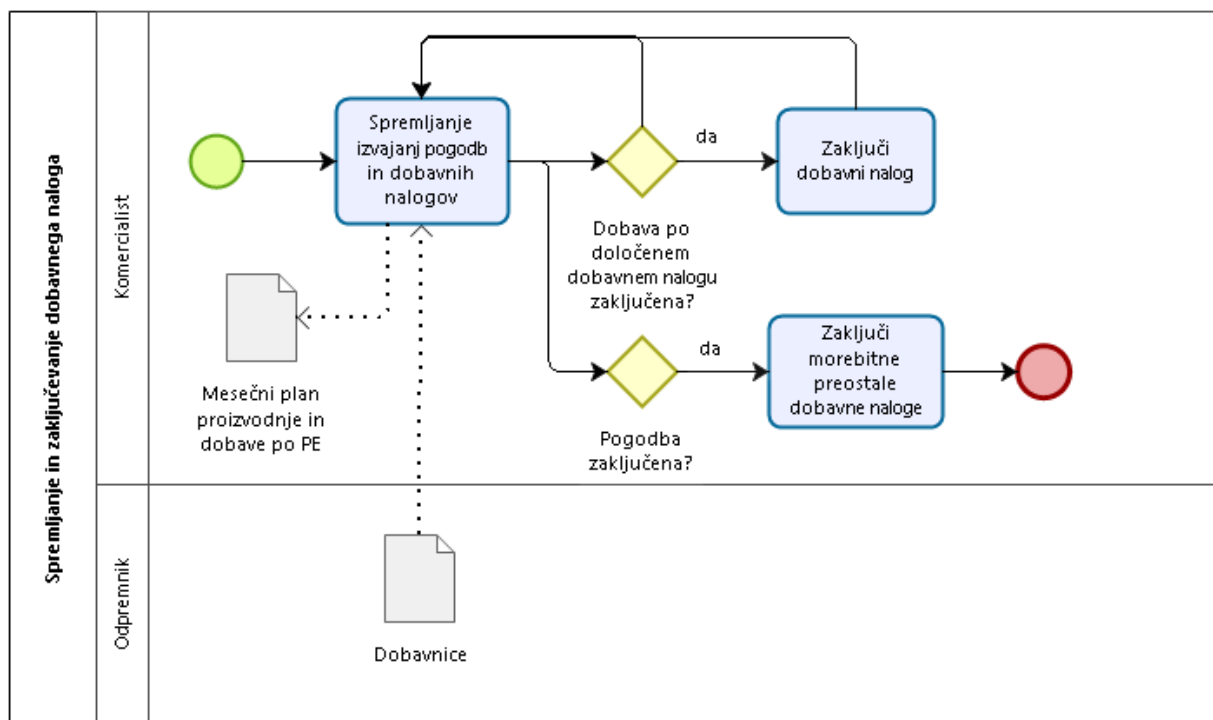 Spremljanje in zaključevanje dobavnega naloga
Komercialist
Spremljanje
izvajanj pogodb
in dobavnih
nalogov
da
Zaključi
dobavni nalog
Dobava po
določenem
dobavnem nalogu
zaključena?
Mesečni plan
proizvodnje in
dobave po PE
da
Zaključi
morebitne
preostale
dobavne naloge
Pogodba
zaključena?
Odpremnik
Dobavnice